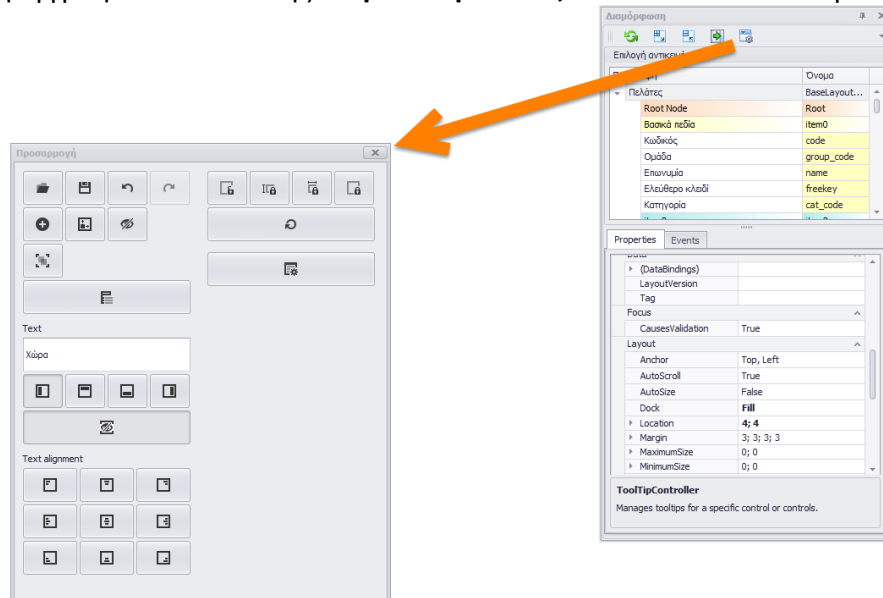 Διαμόρφωση
Προσαρμογή
Όνομα
Πελάτες
BaseLayout...
Root Node
Root
Βασικά πεδία
item0
Κωδικός
code
Ομάδα
group_code
Επωνυμία
name
Ελεύθερο κλειδί
freekey
Κατηγορία
cat_code
Properties
Events
(DataBindings)
LayoutVersion
Tag
Focus
CausesValidation
True
Layout
Anchor
Top, Left
AutoScroll
True
AutoSize
False
Dock
Fill
Location
4; 4
Margin
3; 3; 3; 3
MaximumSize
0; 0
MinimumSize
0; 0
ToolTipController
Manages tooltips for a specific control or controls.
Text
Χώρα
Text alignment